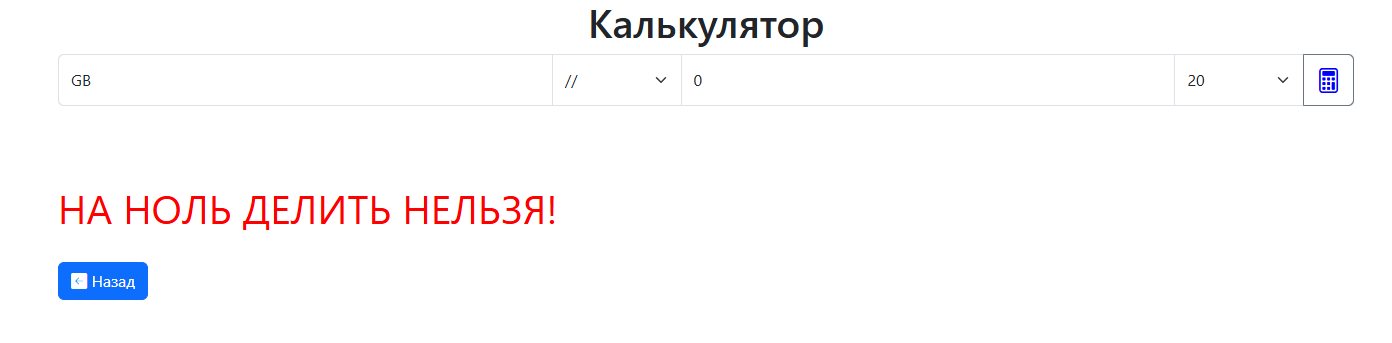 Калькулятор
GB // 0 20
НА НОЛЬ ДЕЛИТЬ НЕЛЬЗЯ!
Назад